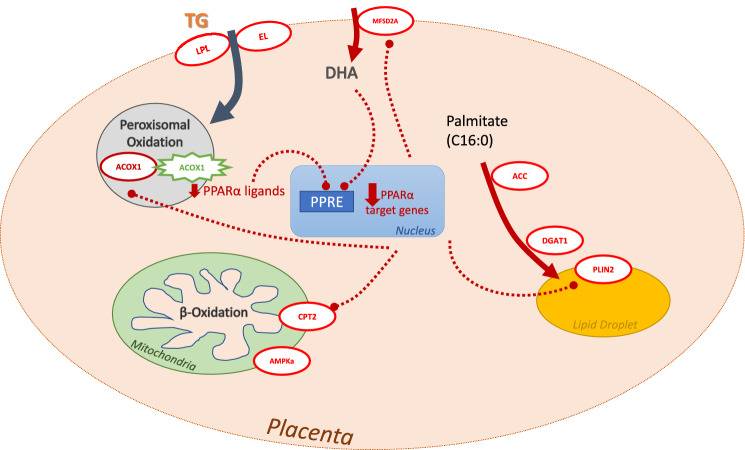 TG
LPL
EL
MFSD2A
DHA
Peroxisomal
Oxidation
ACOX1
ACOX1
PPARα ligands
Palmitate
(C16:0)
ACC
PPRE
PPARα
target genes
Nucleus
DGAT1
PLIN2
Lipid Droplet
β-Oxidation
CPT2
Mitochondria
AMPKa
Placenta